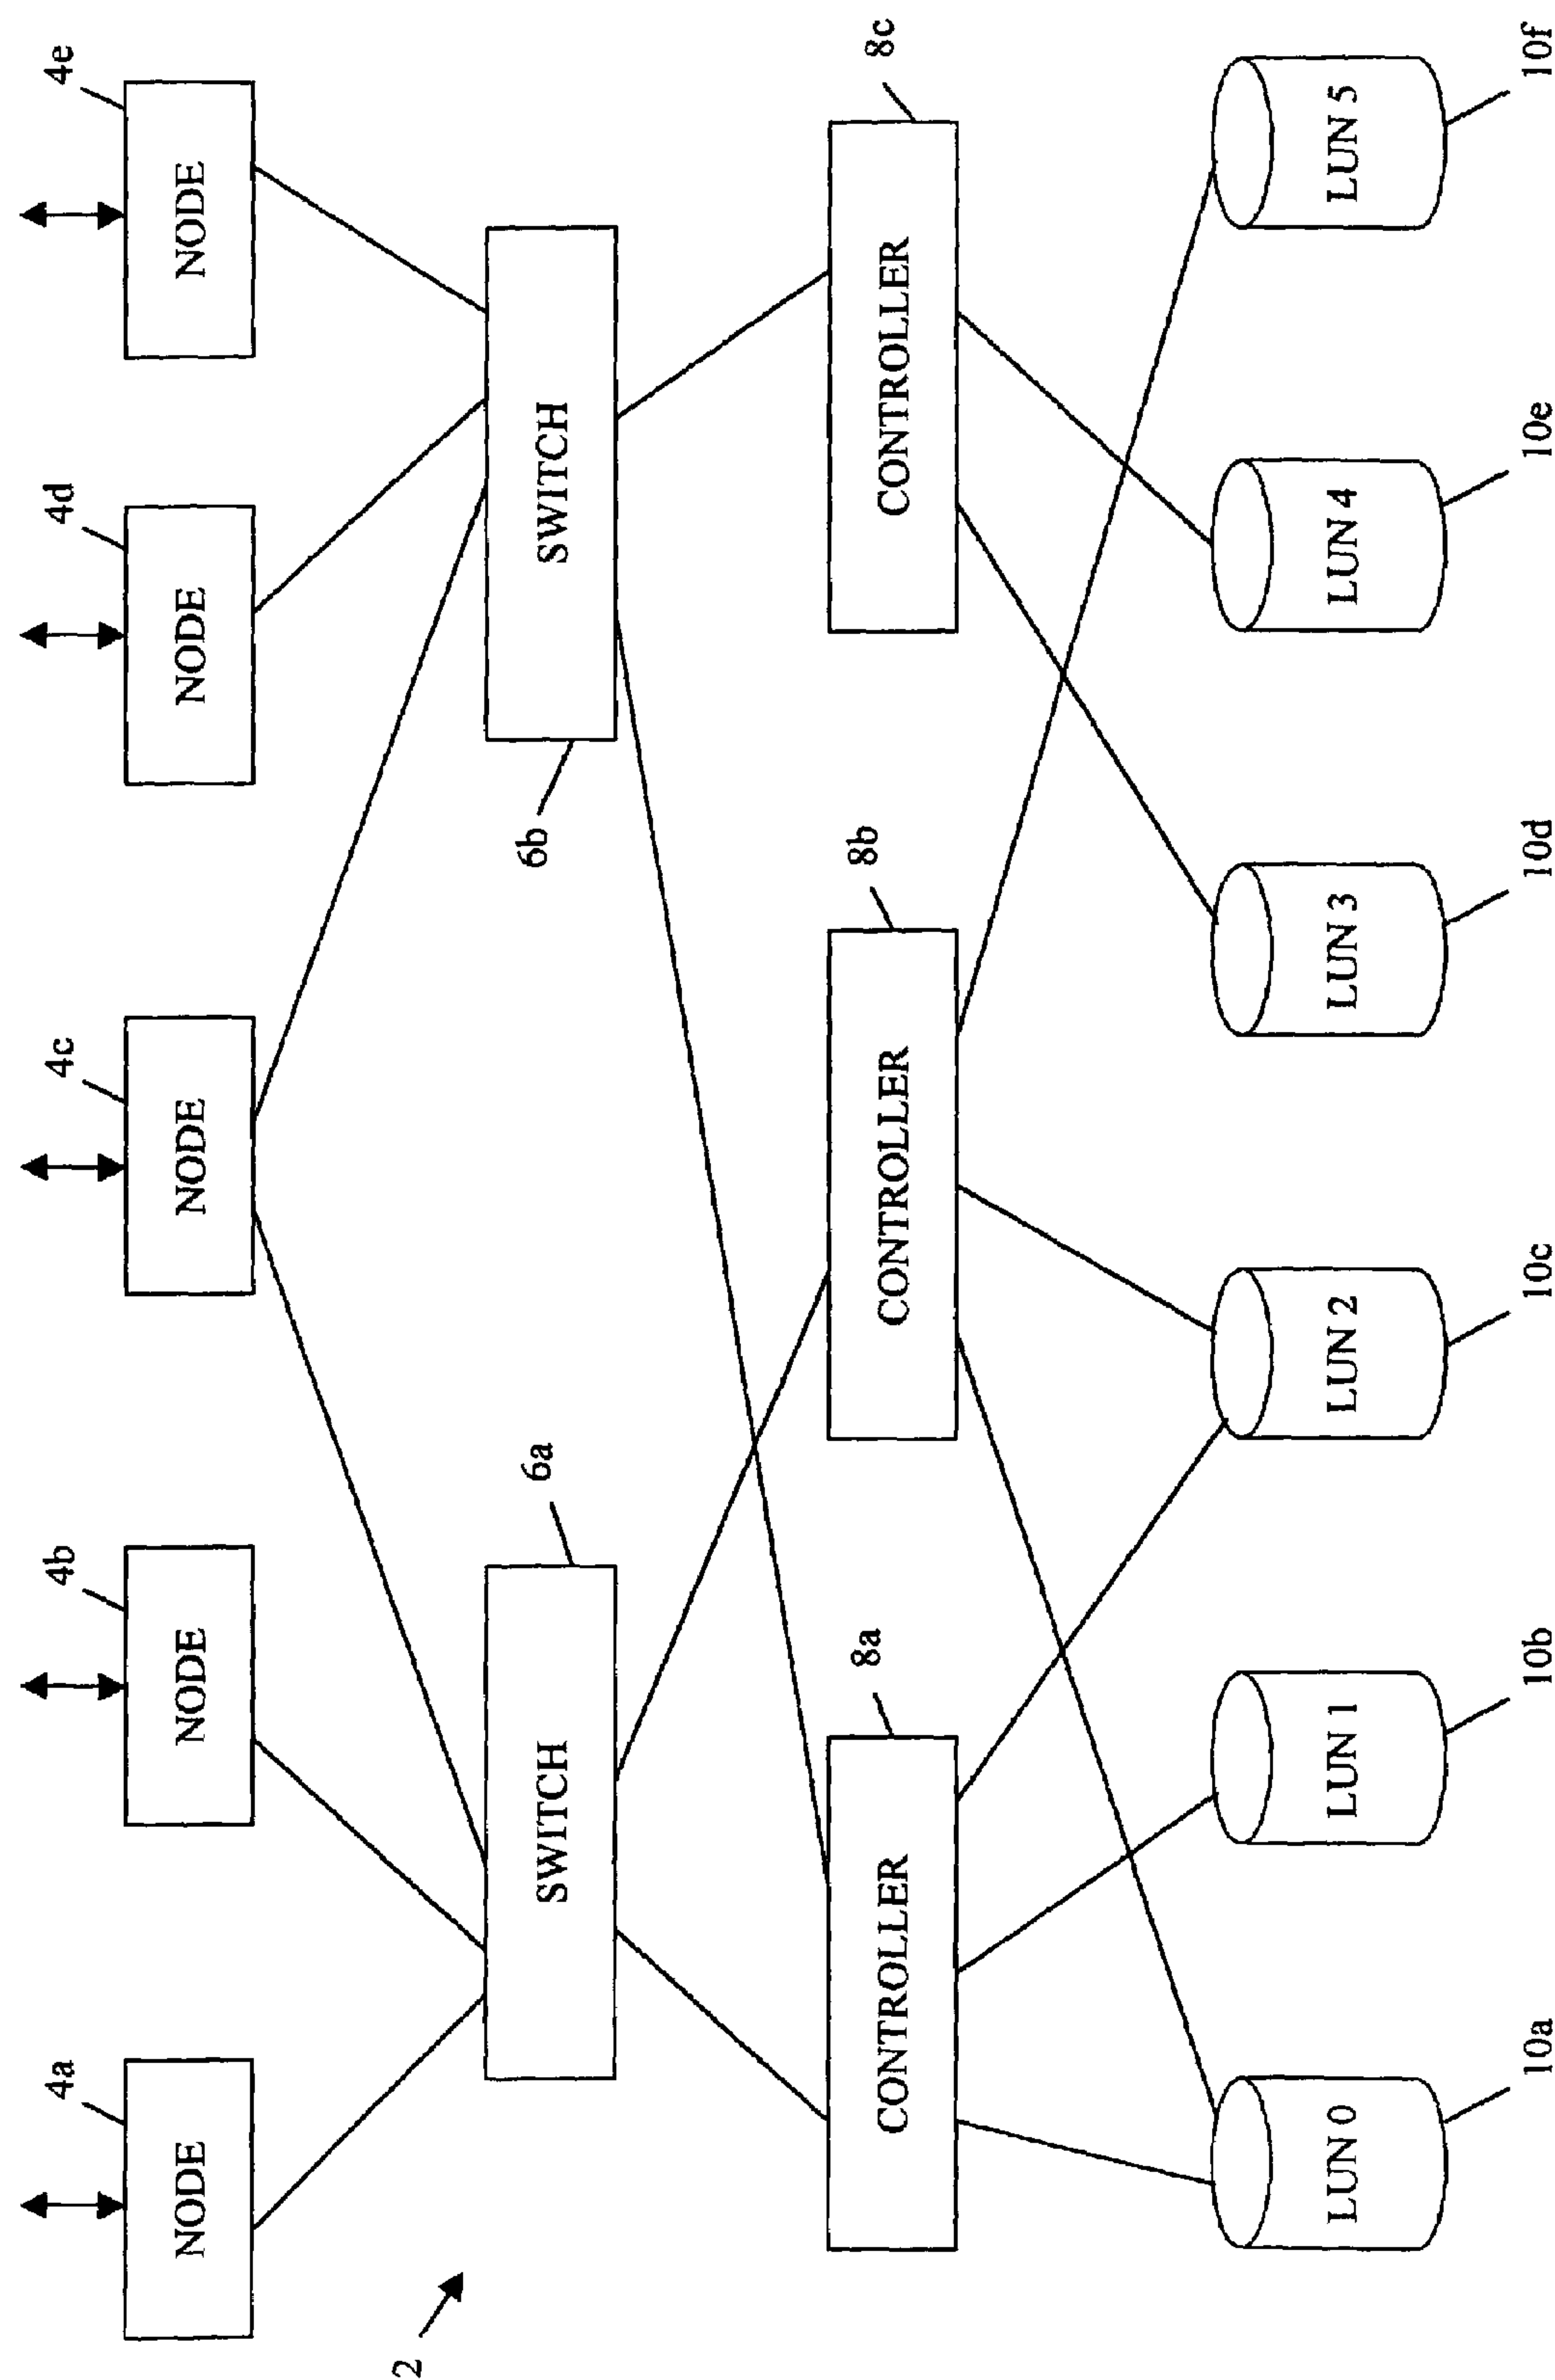 4a
4b
4c
4d
4e
NODE
NODE
NODE
NODE
NODE
2
6a
6b
SWITCH
SWITCH
8a
8b
8c
CONTROLLER
CONTROLLER
CONTROLLER
LUN 0
LUN 1
LUN 2
LUN 3
LUN 4
LUN 5
10a
10b
10c
10d
10e
10f